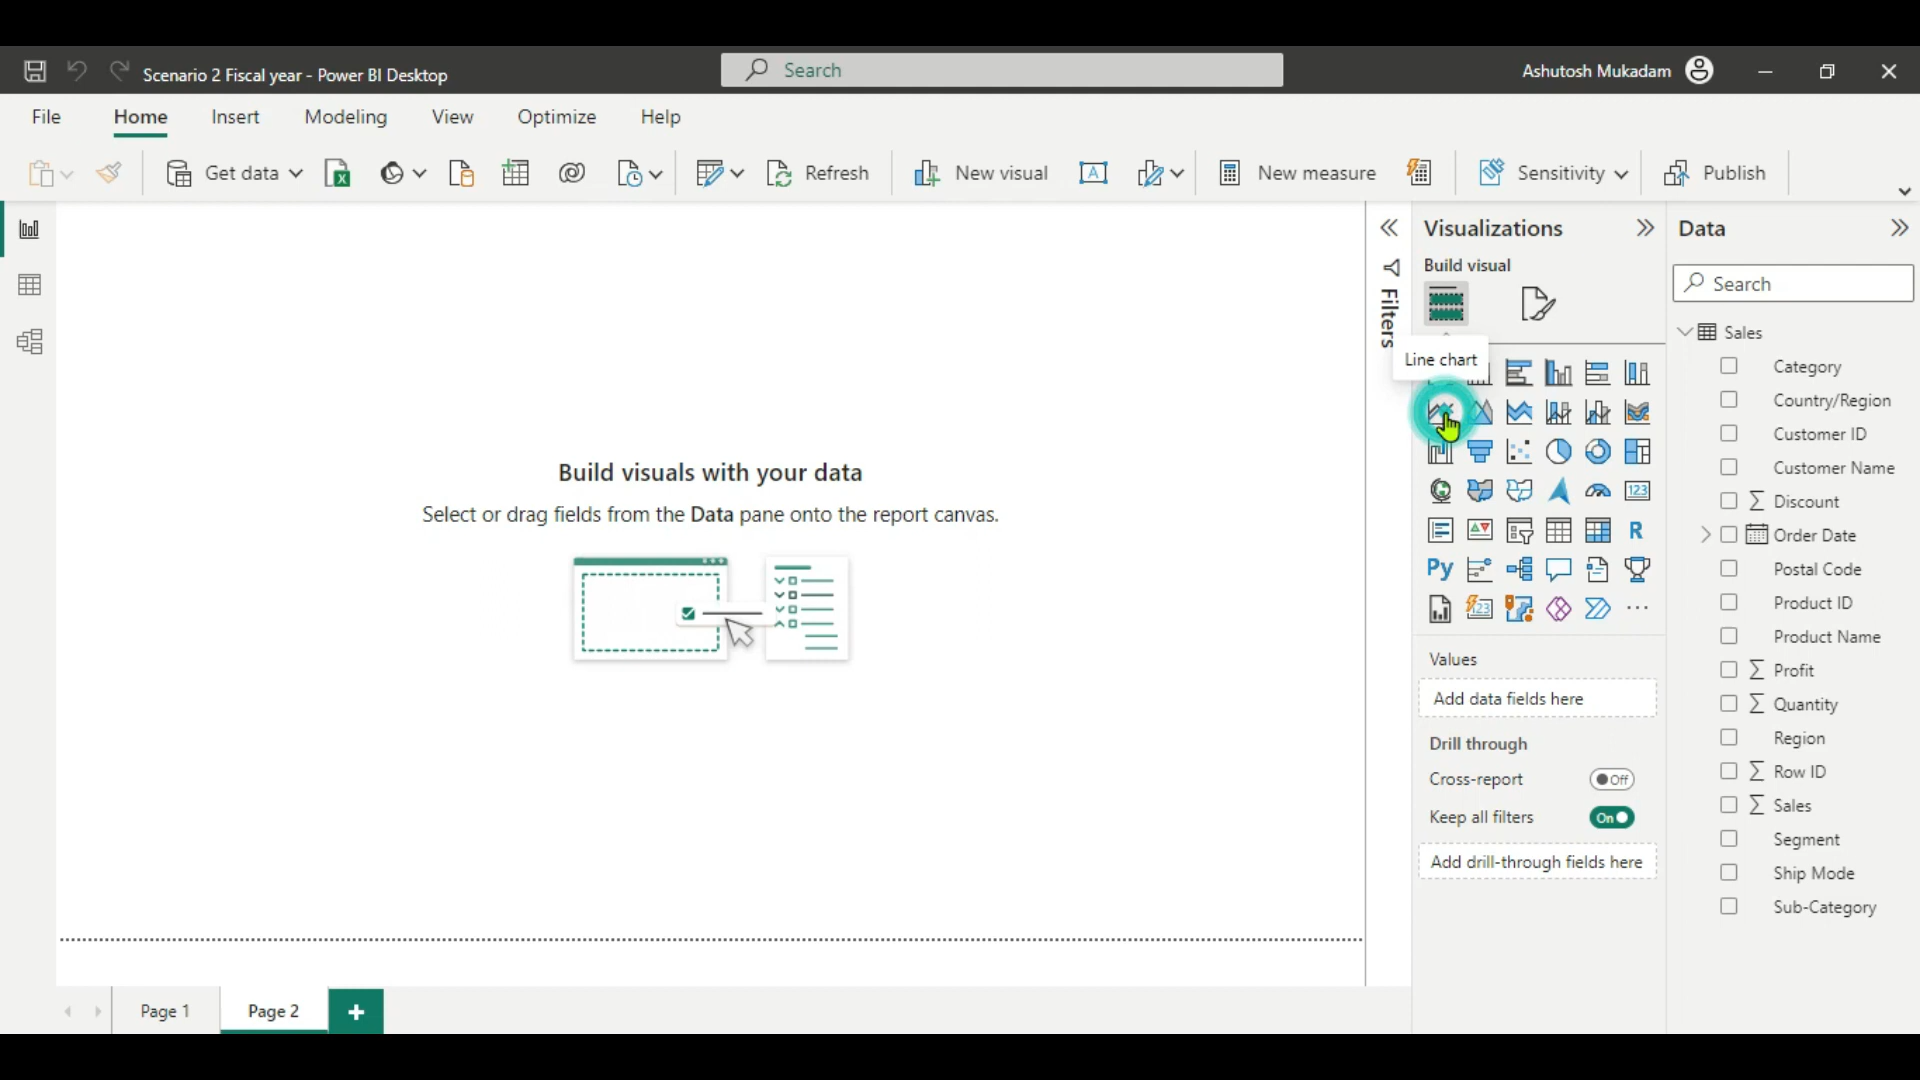 Scenario 2 Fiscal year - Power BI Desktop
Search
Ashutosh Mukadam
File
Home
Insert
Modeling
View
Optimize
Help
Get data
Refresh
New visual
New measure
Sensitivity
Publish
Filters
Visualizations
Build visual
Line chart
123
R
Py
123
Values
Add data fields here
Drill through
Cross-report
Off
Keep all filters
On
Add drill-through fields here
Data
Search
Sales
Category
Country/Region
Customer ID
Customer Name
Discount
Order Date
Postal Code
Product ID
Product Name
Profit
Quantity
Region
Row ID
Sales
Segment
Ship Mode
Sub-Category
Build visuals with your data
Select or drag fields from the Data pane onto the report canvas.
Page 1
Page 2